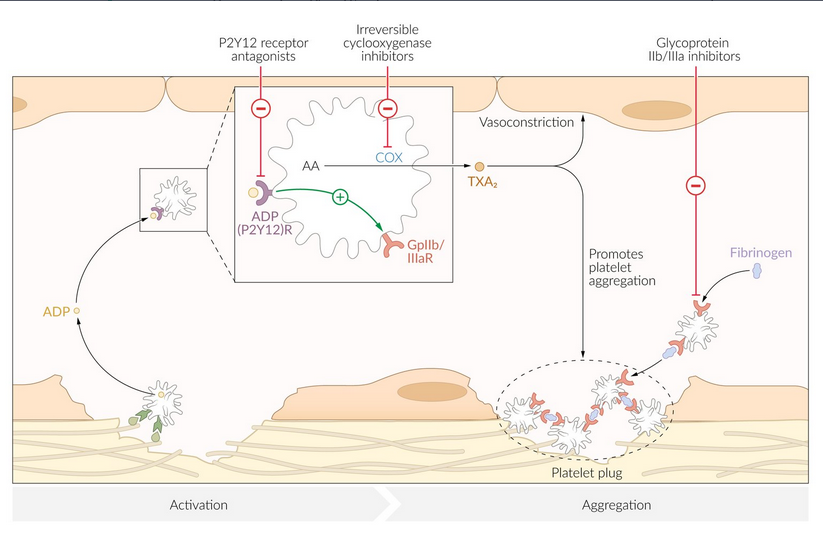 P2Y12 receptor
antagonists
Irreversible
cyclooxygenase
inhibitors
Glycoprotein
IIb/IIIa inhibitors
Vasoconstriction
AA
COX
TXA₂
ADP
(P2Y12)R
GpIIb/
IIIaR
Promotes
platelet
aggregation
Fibrinogen
ADP
Platelet plug
Activation
Aggregation